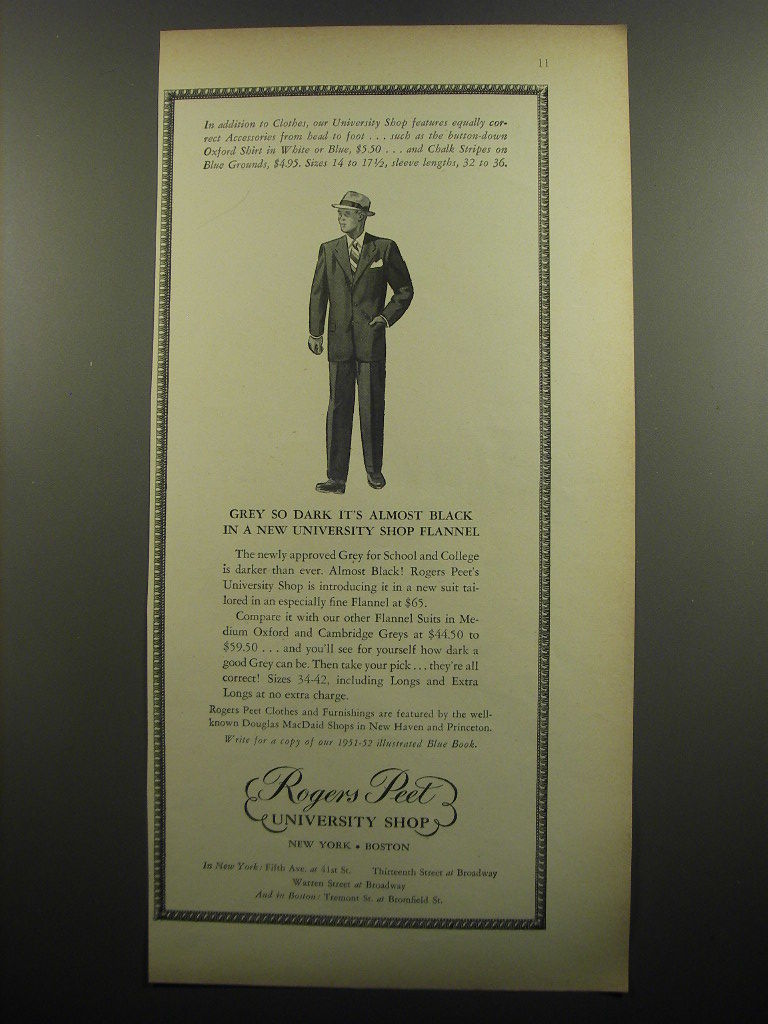 11
In addition to Clothes, our University Shop features equally cor-
rect Accessories from head to foot . . . such as the button-down
Oxford Shirt in White or Blue, $5.50 . . . and Chalk Stripes on
Blue Grounds, $4.95. Sizes 14 to 17½, sleeve lengths, 32 to 36.
GREY SO DARK IT'S ALMOST BLACK
IN A NEW UNIVERSITY SHOP FLANNEL
The newly approved Grey for School and College
is darker than ever. Almost Black! Rogers Peet's
University Shop is introducing it in a new suit tai-
lored in an especially fine Flannel at $65.
Compare it with our other Flannel Suits in Me-
dium Oxford and Cambridge Greys at $44.50 to
$59.50 . . . and you'll see for yourself how dark a
good Grey can be. Then take your pick . . . they're all
correct! Sizes 34-42, including Longs and Extra
Longs at no extra charge.
Rogers Peet Clothes and Furnishings are featured by the well-
known Douglas MacDaid Shops in New Haven and Princeton.
Write for a copy of our 1951-52 illustrated Blue Book.
Rogers Peet
UNIVERSITY SHOP
NEW YORK • BOSTON
In New York: Fifth Ave. at 41st St. Thirteenth Street at Broadway
Warren Street at Broadway
And in Boston: Tremont St. at Bromfield St.